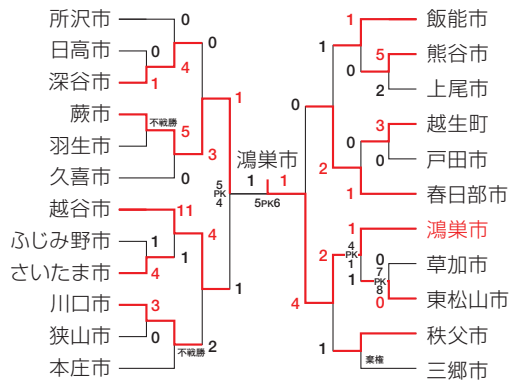 所沢市
0
日高市
0
0
深谷市
1
4
蕨市
不戦勝
5
羽生市
3
久喜市
0
1
越谷市
11
ふじみ野市
1
1
4
さいたま市
4
川口市
3
1
狭山市
0
本庄市
不戦勝
2
5
PK
4
鴻巣市
1
1
5PK6
飯能市
1
熊谷市
5
1
0
上尾市
2
0
越生町
3
0
戸田市
0
2
春日部市
1
鴻巣市
1
4
PK
1
2
1
草加市
0
7
PK
8
東松山市
0
4
秩父市
1
三郷市
棄権